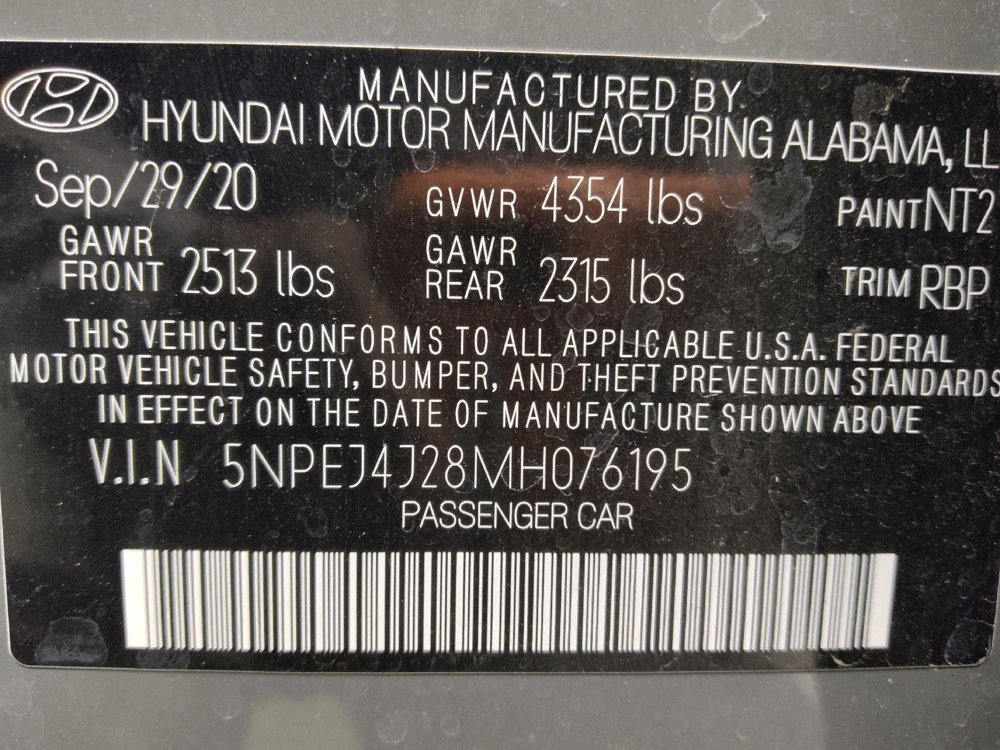 MANUFACTURED BY
HYUNDAI MOTOR MANUFACTURING ALABAMA, LL
Sep/29/20 GVWR 4354 lbs PAINT NT2
GAWR FRONT 2513 lbs GAWR REAR 2315 lbs TRIM RBP
THIS VEHICLE CONFORMS TO ALL APPLICABLE U.S.A. FEDERAL
MOTOR VEHICLE SAFETY, BUMPER, AND THEFT PREVENTION STANDARDS
IN EFFECT ON THE DATE OF MANUFACTURE SHOWN ABOVE
V.I.N 5NPEJ4J28MH076195
PASSENGER CAR